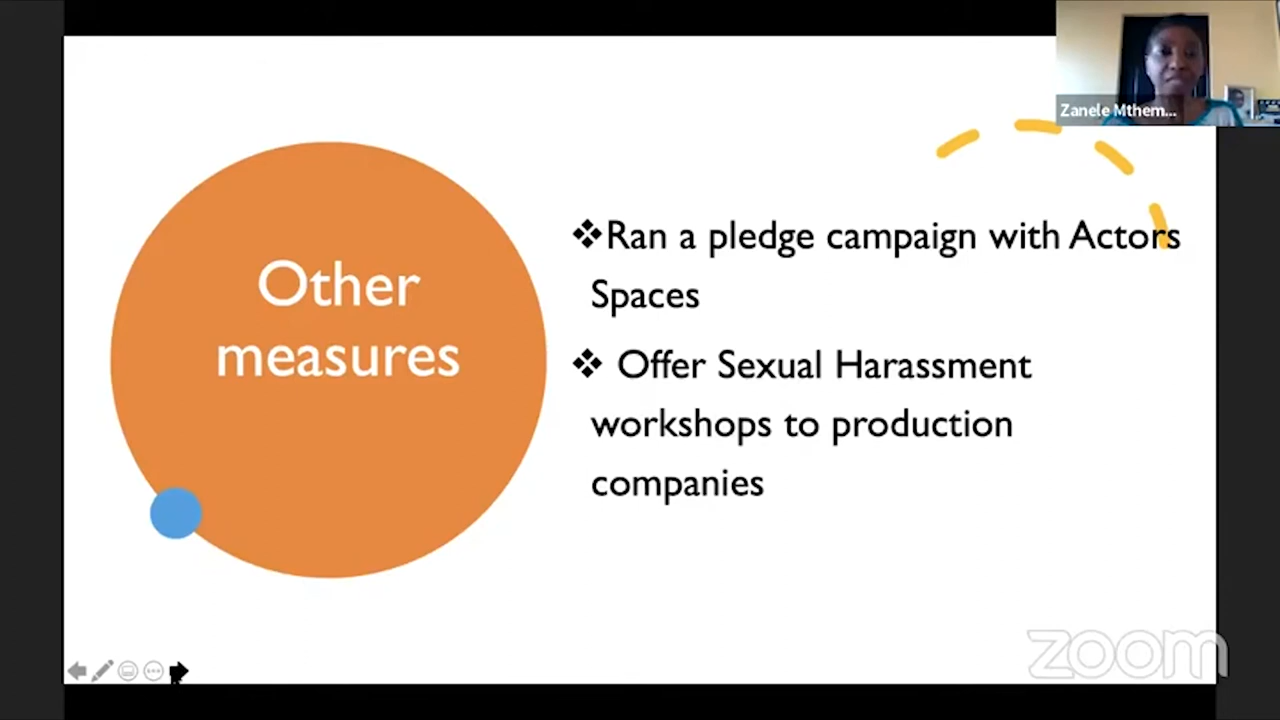 Zanele Mthem...
Other
measures
❖Ran a pledge campaign with Actors
Spaces
❖ Offer Sexual Harassment
workshops to production
companies
zoom